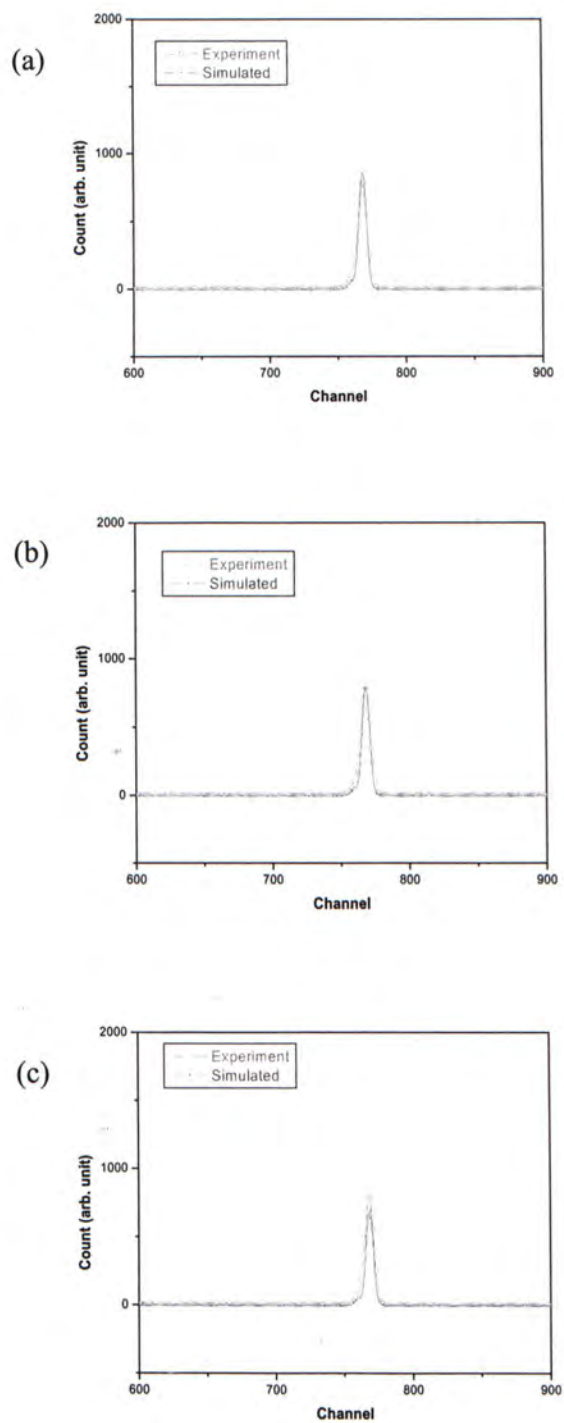 (a)
2000
Experiment
Simulated
Count (arb. unit)
1000
0
600
700
800
900
Channel
(b)
2000
Experiment
Simulated
Count (arb. unit)
1000
0
600
700
800
900
Channel
(c)
2000
Experiment
Simulated
Count (arb. unit)
1000
0
600
700
800
900
Channel